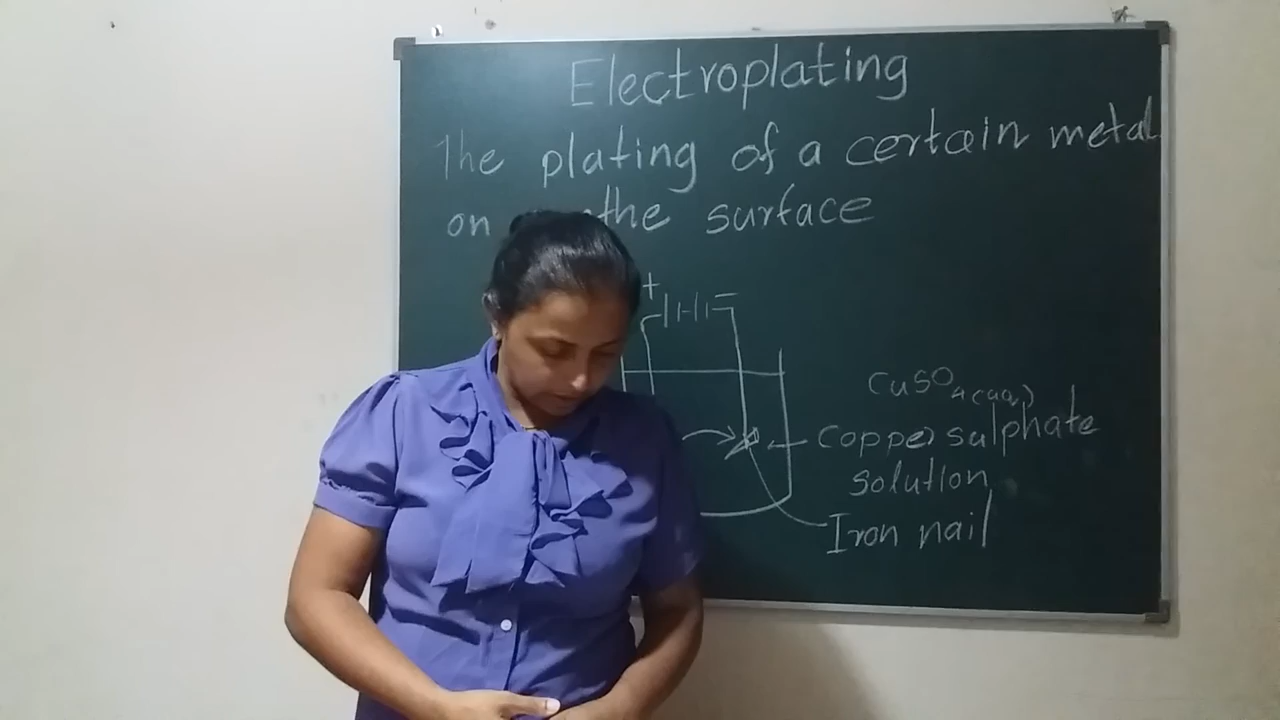 Electroplating
The plating of a certain metal
on the surface
+ -
CuSO4(aq)
Copper sulphate
solution
Iron nail